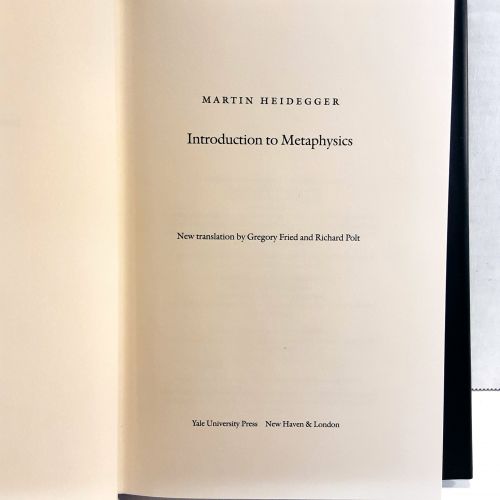 MARTIN HEIDEGGER
Introduction to Metaphysics
New translation by Gregory Fried and Richard Polt
Yale University Press New Haven & London